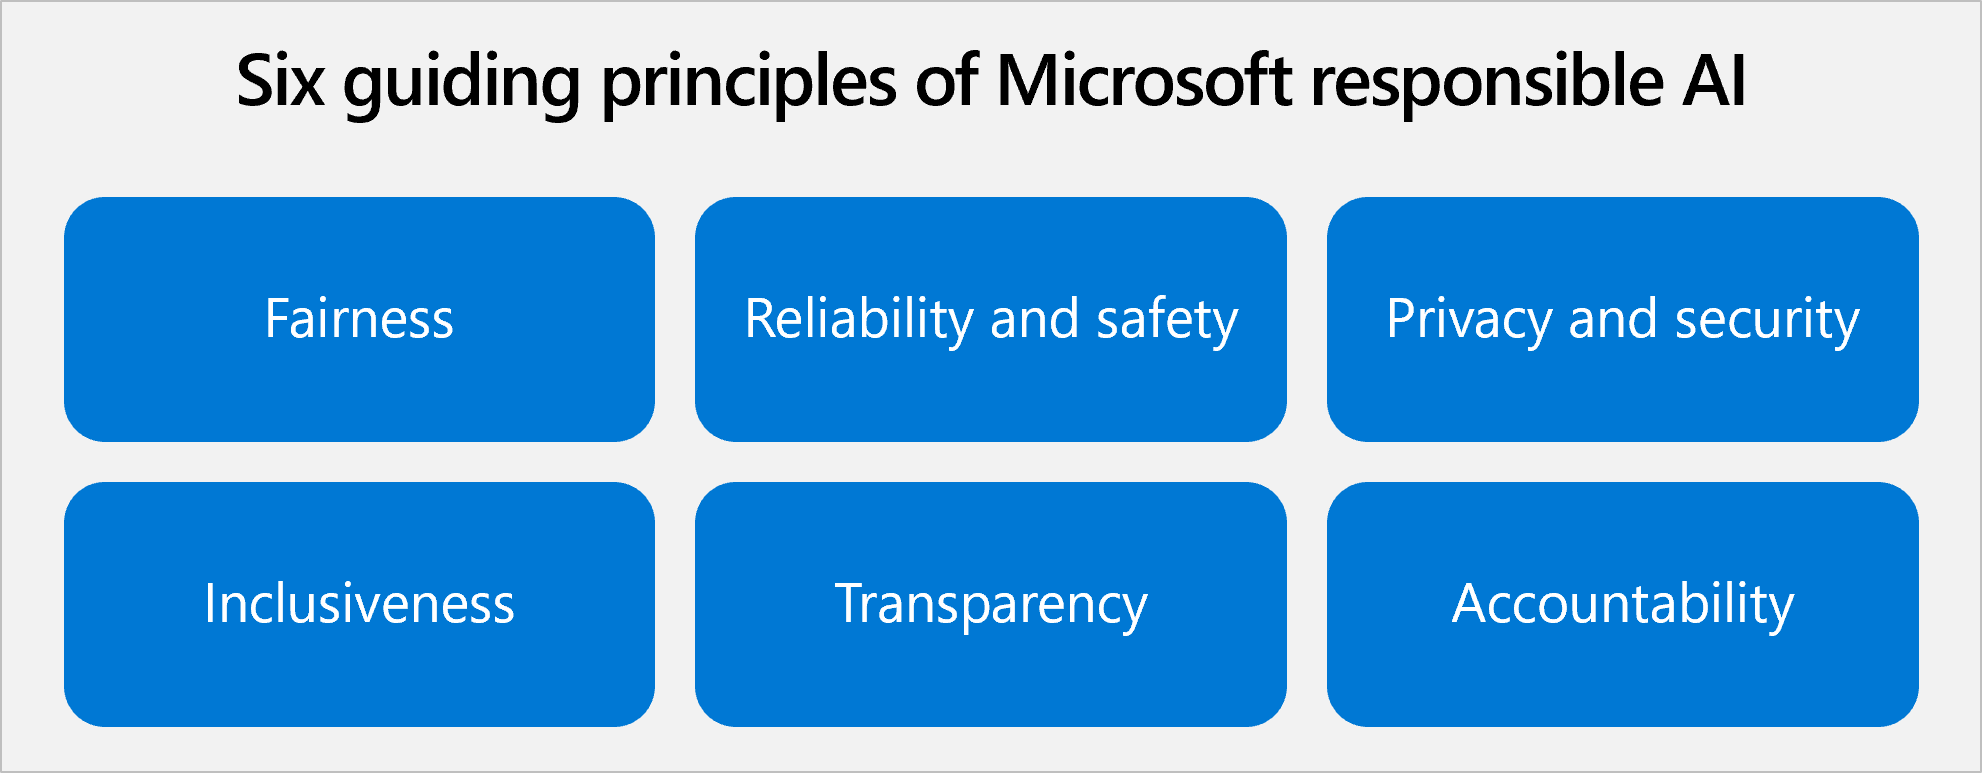 Six guiding principles of Microsoft responsible AI
Fairness
Reliability and safety
Privacy and security
Inclusiveness
Transparency
Accountability